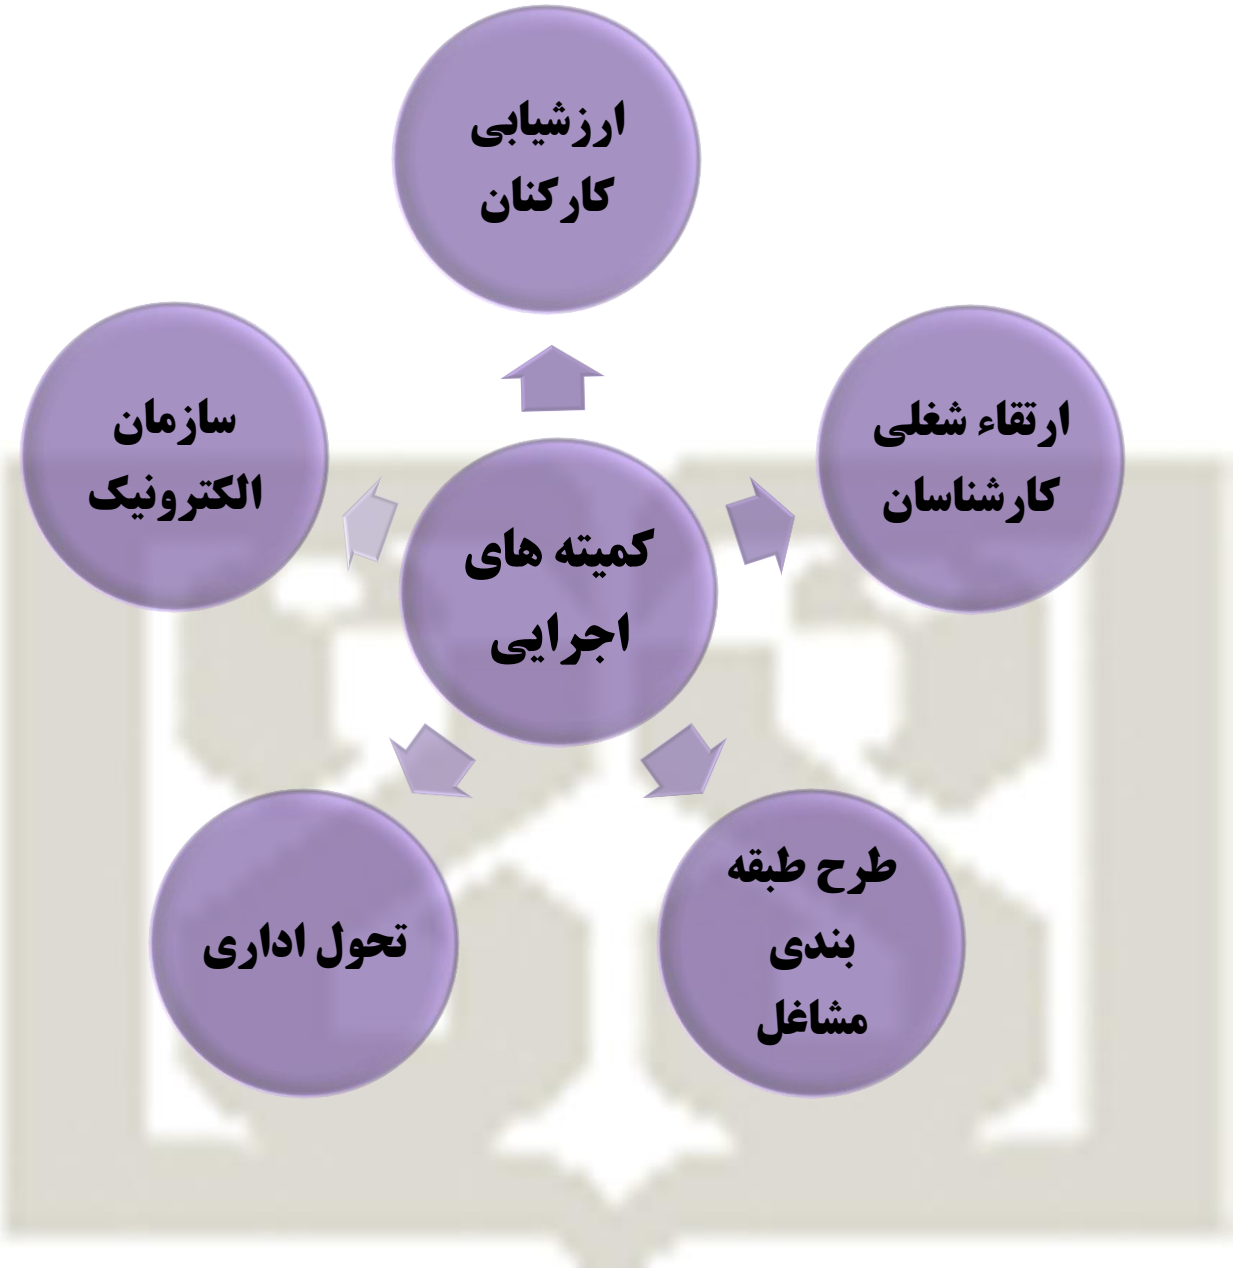 ارزشیابی
کارکنان
ارتقاء شغلی
کارشناسان
سازمان
الکترونیک
کمیته های
اجرایی
طرح طبقه
بندی
مشاغل
تحول اداری